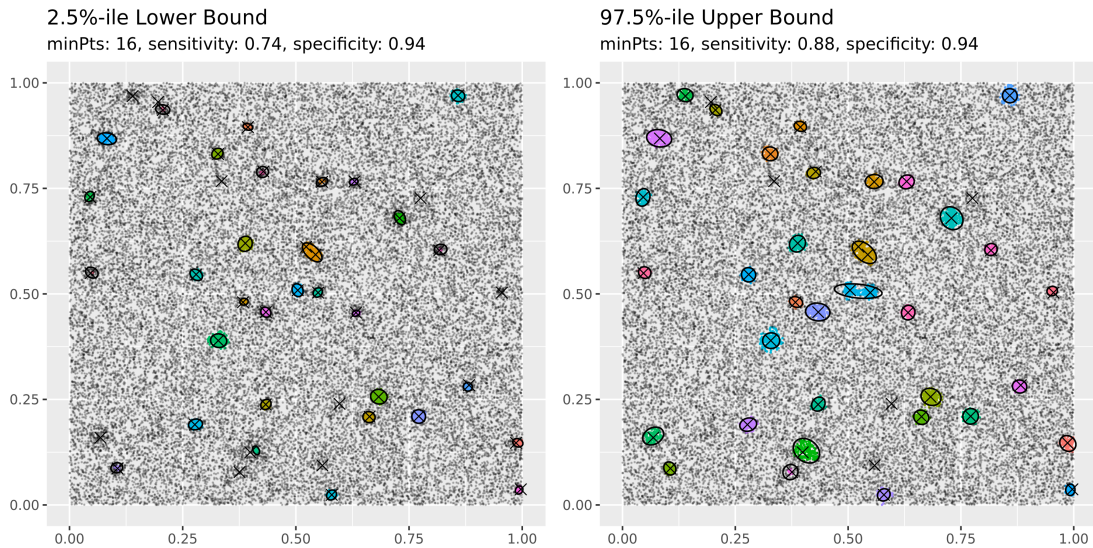 2.5%-ile Lower Bound
minPts: 16, sensitivity: 0.74, specificity: 0.94
1.00
0.75
0.50
0.25
0.00
0.00 0.25 0.50 0.75 1.00
97.5%-ile Upper Bound
minPts: 16, sensitivity: 0.88, specificity: 0.94
1.00
0.75
0.50
0.25
0.00
0.00 0.25 0.50 0.75 1.00